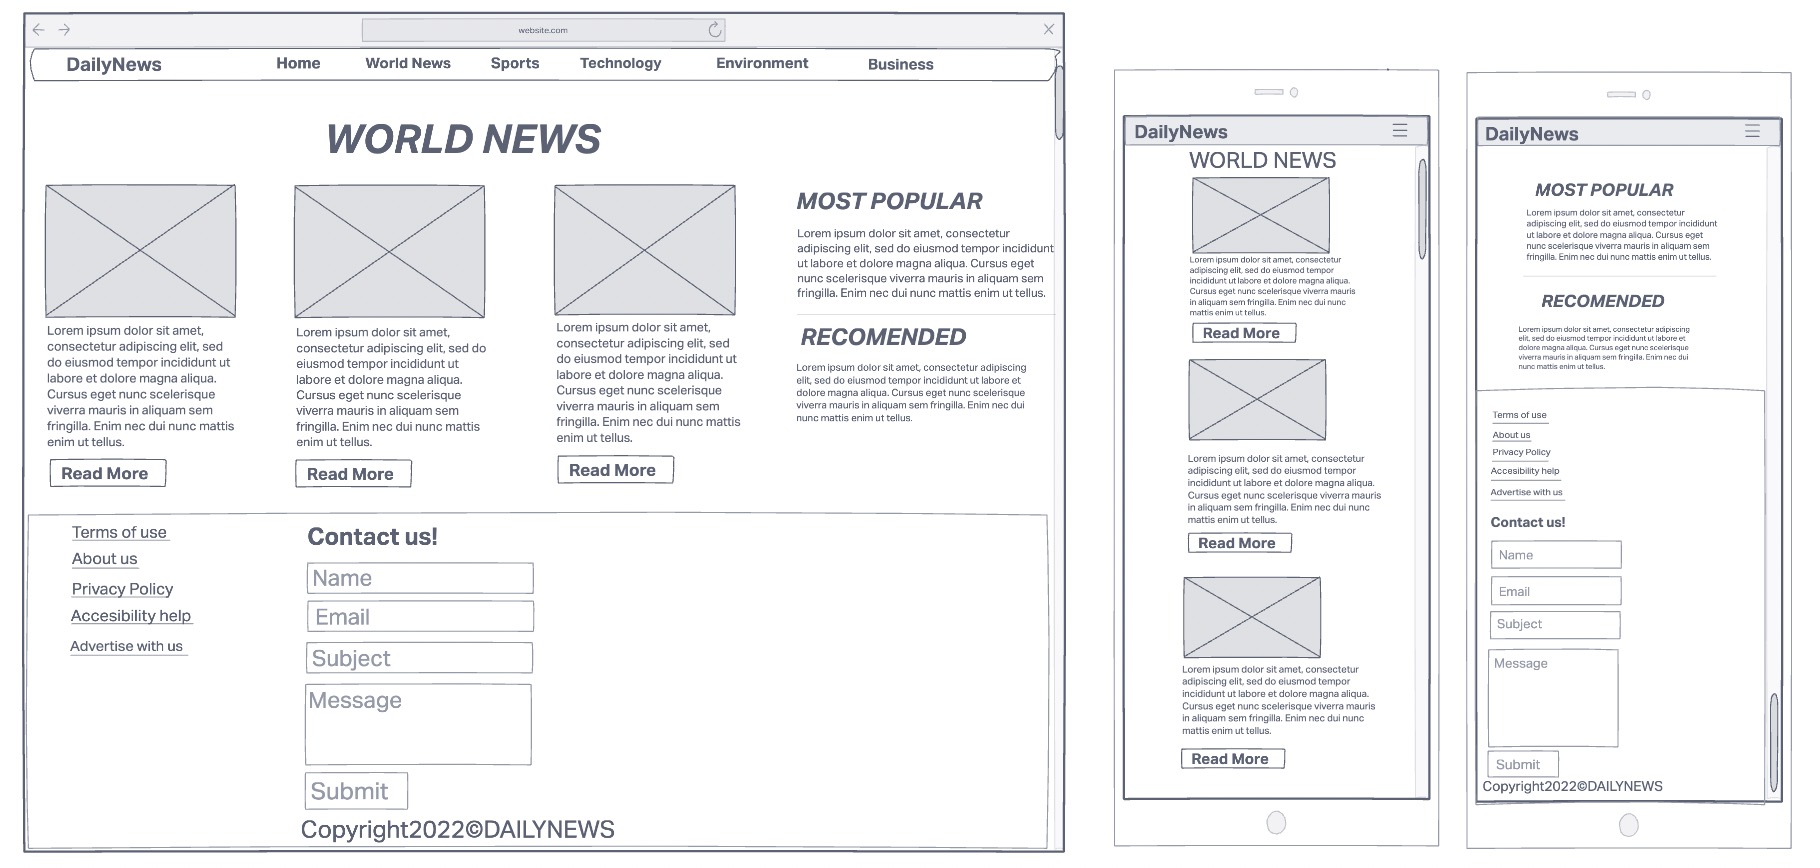 website.com
DailyNews
Home
World News
Sports
Technology
Environment
Business
WORLD NEWS
Lorem ipsum dolor sit amet,
consectetur adipiscing elit, sed
do eiusmod tempor incididunt ut
labore et dolore magna aliqua.
Cursus eget nunc scelerisque
viverra mauris in aliquam sem
fringilla. Enim nec dui nunc mattis
enim ut tellus.
Read More
Lorem ipsum dolor sit amet,
consectetur adipiscing elit, sed do
eiusmod tempor incididunt ut
labore et dolore magna aliqua.
Cursus eget nunc scelerisque
viverra mauris in aliquam sem
fringilla. Enim nec dui nunc mattis
enim ut tellus.
Read More
Lorem ipsum dolor sit amet,
consectetur adipiscing elit, sed
do eiusmod tempor incididunt ut
labore et dolore magna aliqua.
Cursus eget nunc scelerisque
viverra mauris in aliquam sem
fringilla. Enim nec dui nunc mattis
enim ut tellus.
Read More
MOST POPULAR
Lorem ipsum dolor sit amet, consectetur
adipiscing elit, sed do eiusmod tempor incididunt
ut labore et dolore magna aliqua. Cursus eget
nunc scelerisque viverra mauris in aliquam sem
fringilla. Enim nec dui nunc mattis enim ut tellus.
RECOMENDED
Lorem ipsum dolor sit amet, consectetur adipiscing
elit, sed do eiusmod tempor incididunt ut labore et
dolore magna aliqua. Cursus eget nunc scelerisque
viverra mauris in aliquam sem fringilla. Enim nec dui
nunc mattis enim ut tellus.
Terms of use
About us
Privacy Policy
Accesibility help
Advertise with us
Contact us!
Name
Email
Subject
Message
Submit
Copyright2022©DAILYNEWS
DailyNews
WORLD NEWS
Lorem ipsum dolor sit amet, consectetur
adipiscing elit, sed do eiusmod tempor
incididunt ut labore et dolore magna aliqua.
Cursus eget nunc scelerisque viverra mauris
in aliquam sem fringilla. Enim nec dui nunc
mattis enim ut tellus.
Read More
Lorem ipsum dolor sit amet, consectetur
adipiscing elit, sed do eiusmod tempor
incididunt ut labore et dolore magna aliqua.
Cursus eget nunc scelerisque viverra mauris
in aliquam sem fringilla. Enim nec dui nunc
mattis enim ut tellus.
Read More
Lorem ipsum dolor sit amet, consectetur
adipiscing elit, sed do eiusmod tempor
incididunt ut labore et dolore magna aliqua.
Cursus eget nunc scelerisque viverra mauris
in aliquam sem fringilla. Enim nec dui nunc
mattis enim ut tellus.
Read More
DailyNews
MOST POPULAR
Lorem ipsum dolor sit amet, consectetur
adipiscing elit, sed do eiusmod tempor incididunt
ut labore et dolore magna aliqua. Cursus eget
nunc scelerisque viverra mauris in aliquam sem
fringilla. Enim nec dui nunc mattis enim ut tellus.
RECOMENDED
Lorem ipsum dolor sit amet, consectetur adipiscing
elit, sed do eiusmod tempor incididunt ut labore et
dolore magna aliqua. Cursus eget nunc scelerisque
viverra mauris in aliquam sem fringilla. Enim nec dui
nunc mattis enim ut tellus.
Terms of use
About us
Privacy Policy
Accesibility help
Advertise with us
Contact us!
Name
Email
Subject
Message
Submit
Copyright2022©DAILYNEWS